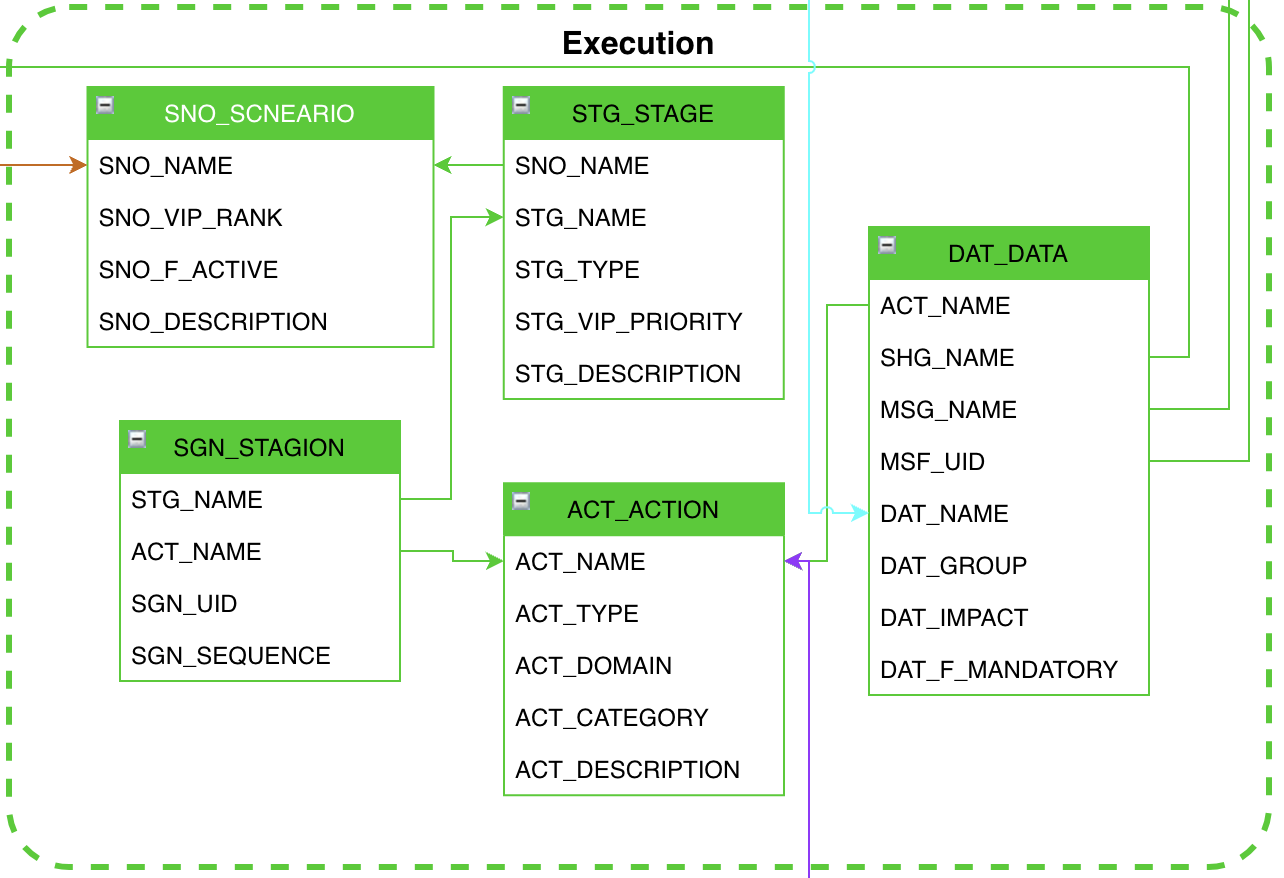 Execution
SNO_SCNEARIO
SNO_NAME
SNO_VIP_RANK
SNO_F_ACTIVE
SNO_DESCRIPTION
STG_STAGE
SNO_NAME
STG_NAME
STG_TYPE
STG_VIP_PRIORITY
STG_DESCRIPTION
DAT_DATA
ACT_NAME
SHG_NAME
MSG_NAME
MSF_UID
DAT_NAME
DAT_GROUP
DAT_IMPACT
DAT_F_MANDATORY
SGN_STAGION
STG_NAME
ACT_NAME
SGN_UID
SGN_SEQUENCE
ACT_ACTION
ACT_NAME
ACT_TYPE
ACT_DOMAIN
ACT_CATEGORY
ACT_DESCRIPTION